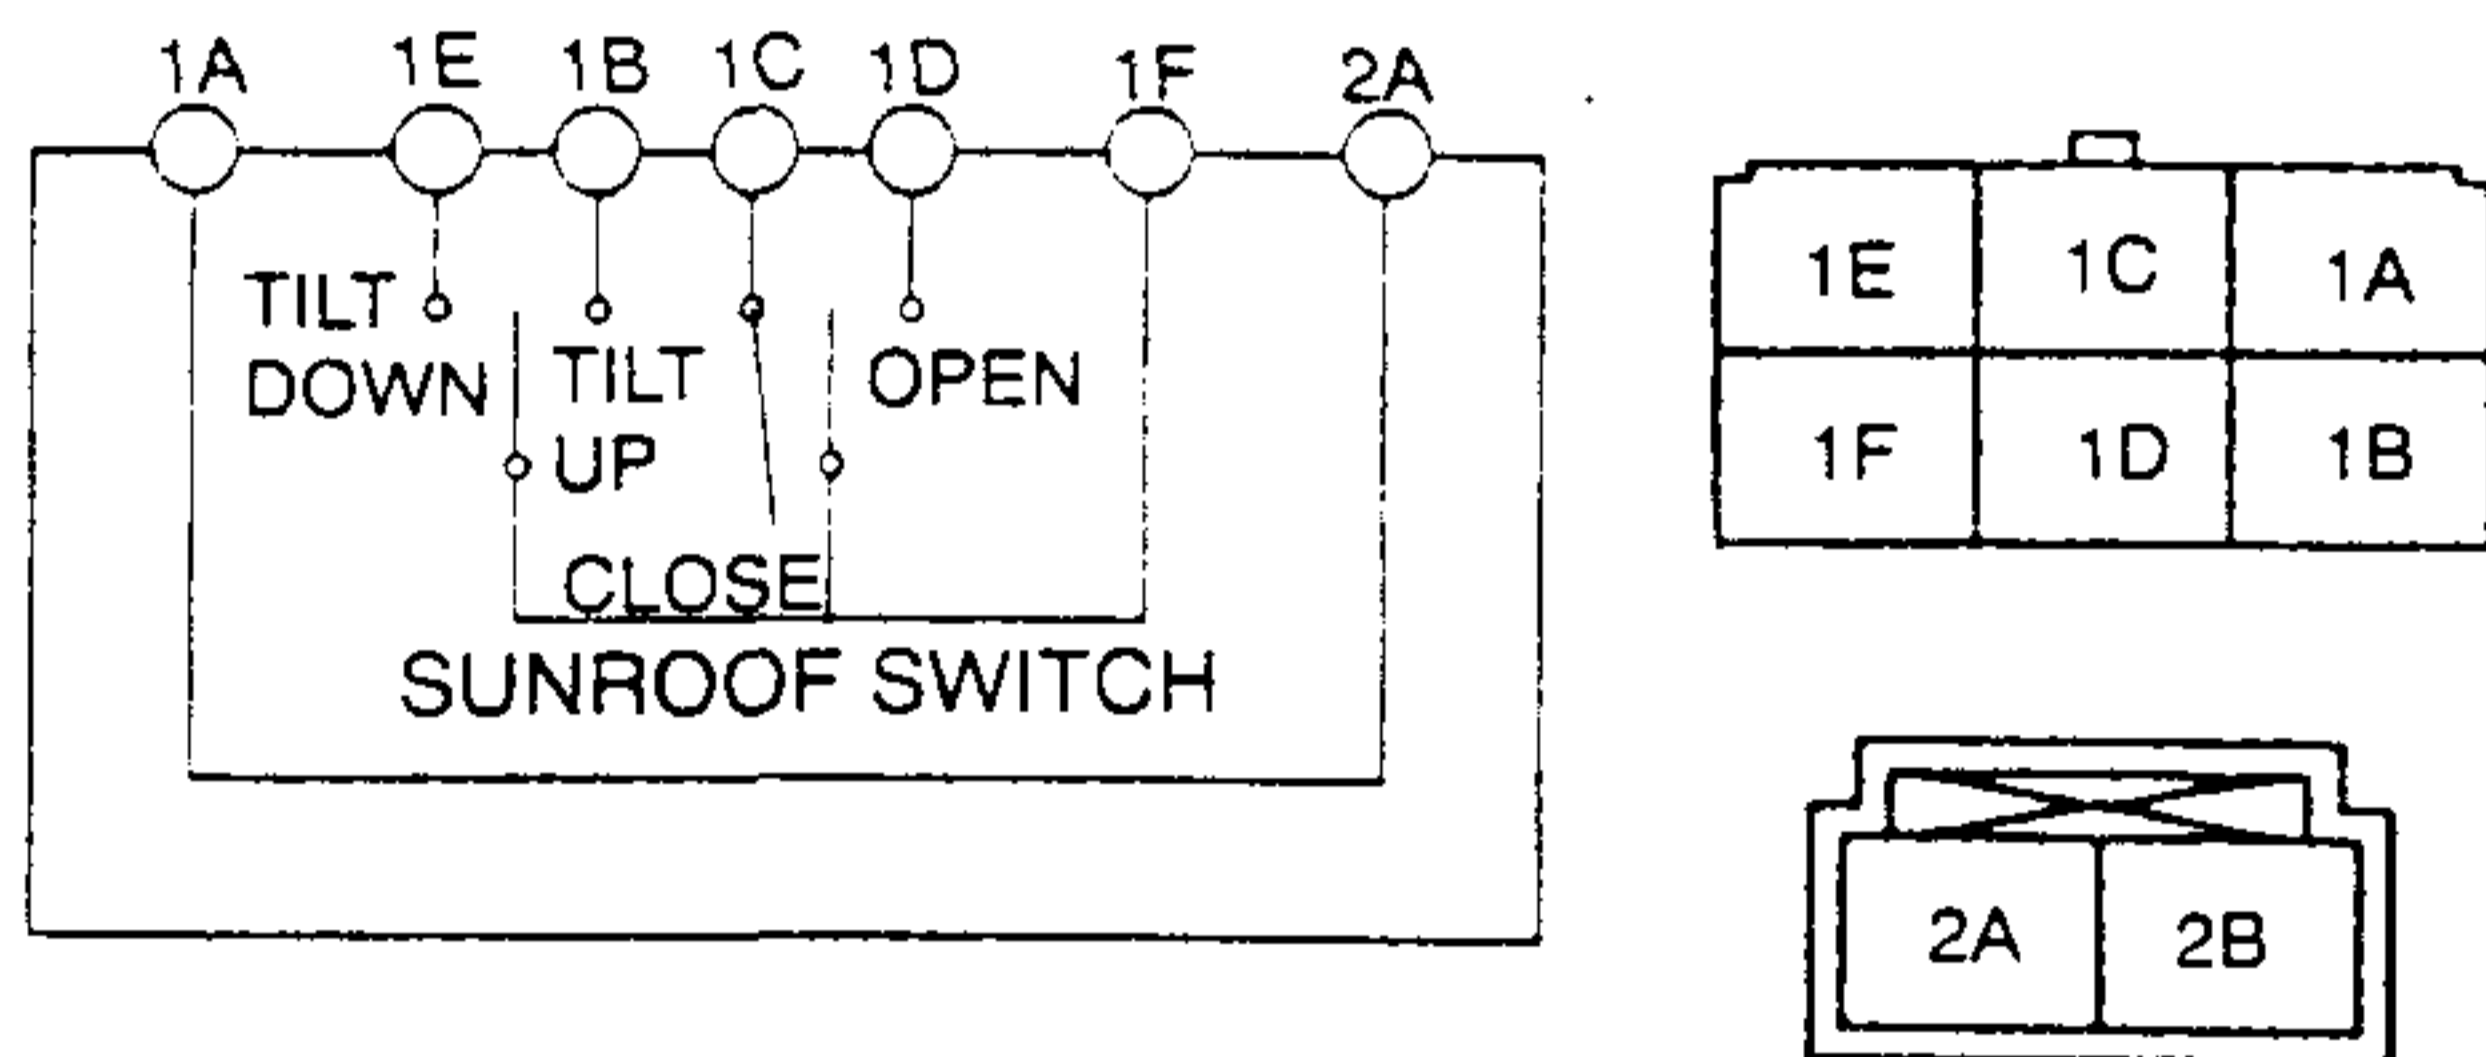 1A 1E 1B 1C 1D 1F 2A
TILT
DOWN
TILT
UP
OPEN
CLOSE
SUNROOF SWITCH
1E 1C 1A
1F 1D 1B
2A 2B